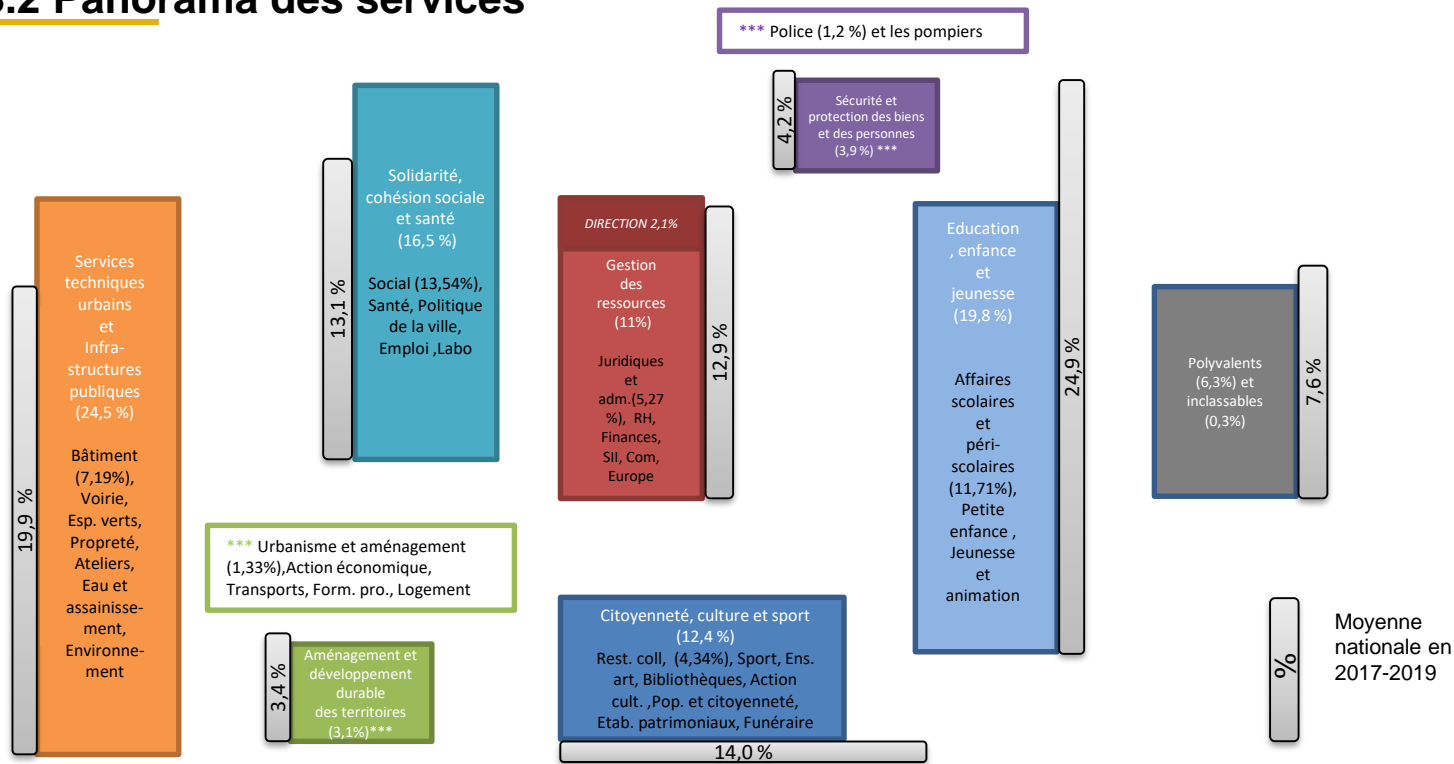 .2 Panorama des services
*** Police (1,2 %) et les pompiers
4,2 %
Sécurité et
protection des biens
et des personnes
(3,9 %) ***
13,1 %
Solidarité,
cohésion sociale
et santé
(16,5 %)
Social (13,54%),
Santé, Politique
de la ville,
Emploi ,Labo
19,9 %
Services
techniques
urbains
et
Infra-
structures
publiques
(24,5 %)
Bâtiment
(7,19%),
Voirie,
Esp. verts,
Propreté,
Ateliers,
Eau et
assainisse-
ment,
Environne-
ment
DIRECTION 2,1%
Gestion
des
ressources
(11%)
Juridiques
et
adm.(5,27
%), RH,
Finances,
SII, Com,
Europe
12,9 %
Education
, enfance
et
jeunesse
(19,8 %)
Affaires
scolaires
et
péri-
scolaires
(11,71%),
Petite
enfance ,
Jeunesse
et
animation
24,9 %
Polyvalents
(6,3%) et
inclassables
(0,3%)
7,6 %
*** Urbanisme et aménagement
(1,33%),Action économique,
Transports, Form. pro., Logement
3,4 %
Aménagement et
développement
durable
des territoires
(3,1%)***
Citoyenneté, culture et sport
(12,4 %)
Rest. coll, (4,34%), Sport, Ens.
art, Bibliothèques, Action
cult. ,Pop. et citoyenneté,
Etab. patrimoniaux, Funéraire
14,0 %
%
Moyenne
nationale en
2017-2019